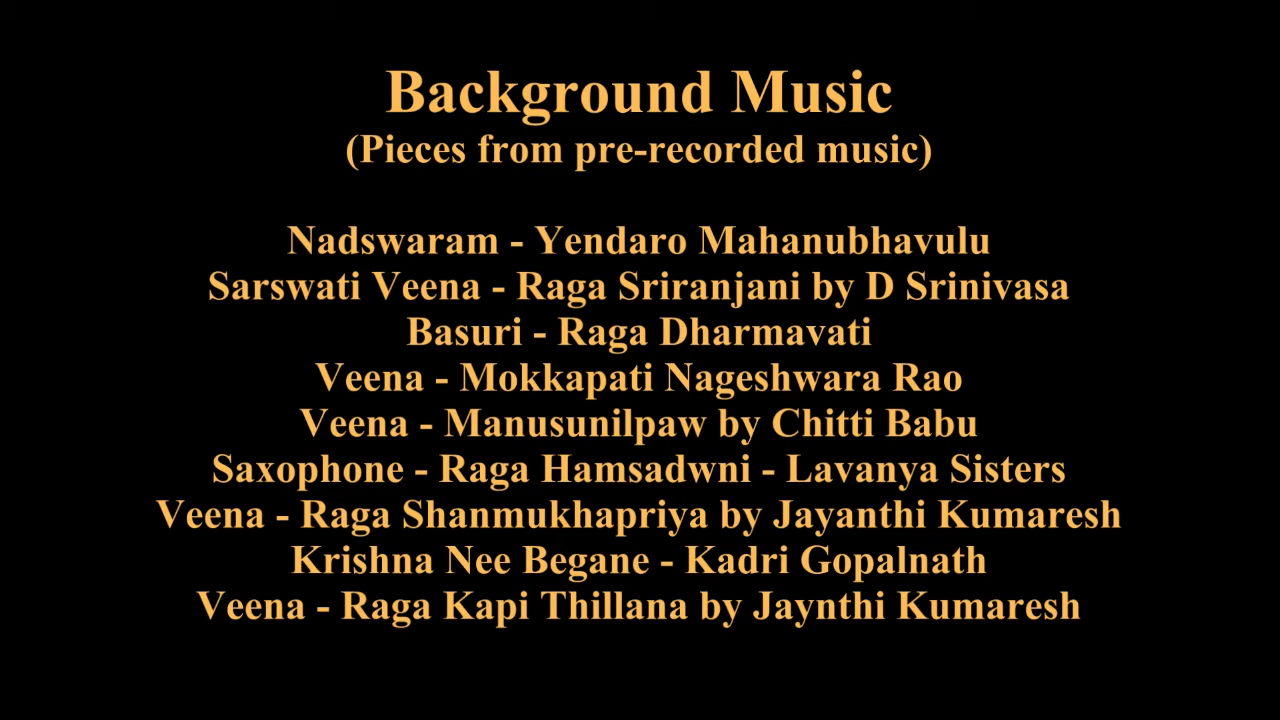 Background Music
(Pieces from pre-recorded music)
Nadswaram - Yendaro Mahanubhavulu
Sarswati Veena - Raga Sriranjani by D Srinivasa
Basuri - Raga Dharmavati
Veena - Mokkapati Nageshwara Rao
Veena - Manusunilpaw by Chitti Babu
Saxophone - Raga Hamsadwni - Lavanya Sisters
Veena - Raga Shanmukhapriya by Jayanthi Kumaresh
Krishna Nee Begane - Kadri Gopalnath
Veena - Raga Kapi Thillana by Jaynthi Kumaresh